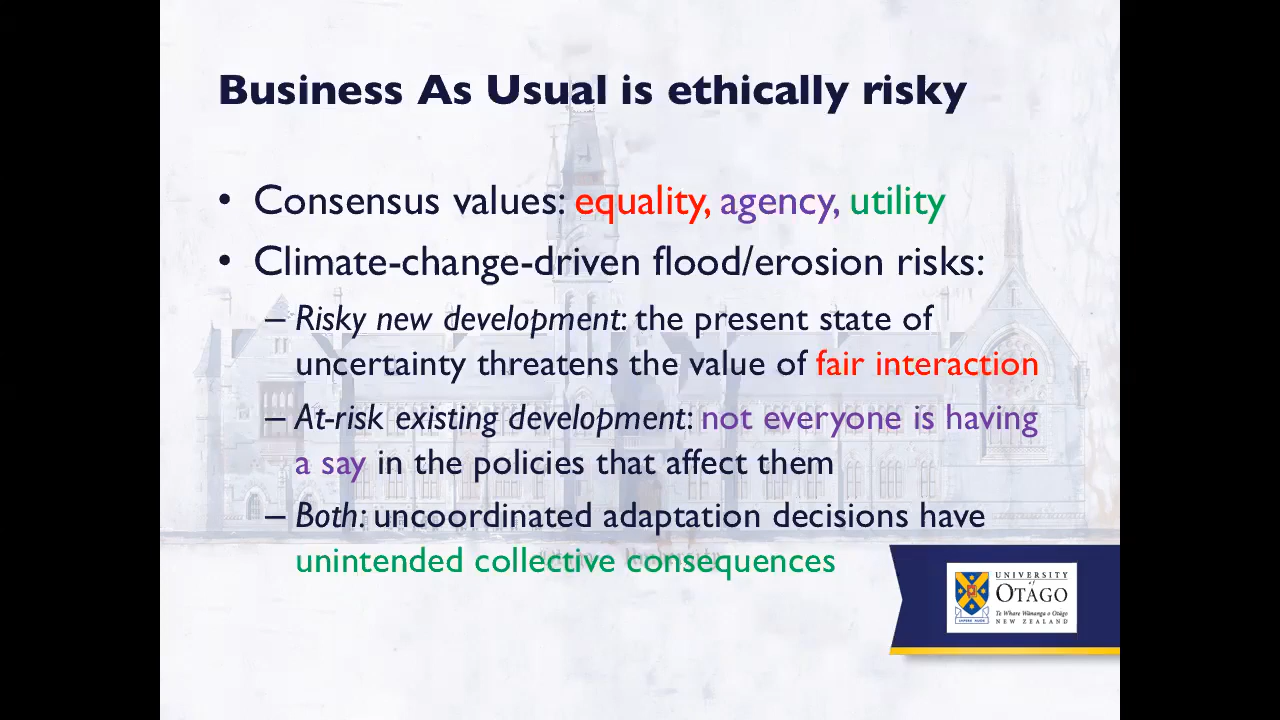 Business As Usual is ethically risky
• Consensus values: equality, agency, utility
• Climate-change-driven flood/erosion risks:
– Risky new development: the present state of
uncertainty threatens the value of fair interaction
– At-risk existing development: not everyone is having
a say in the policies that affect them
– Both: uncoordinated adaptation decisions have
unintended collective consequences
UNIVERSITY
of
OTAGO
Te Whare Wānanga o Otāgo
NEW ZEALAND